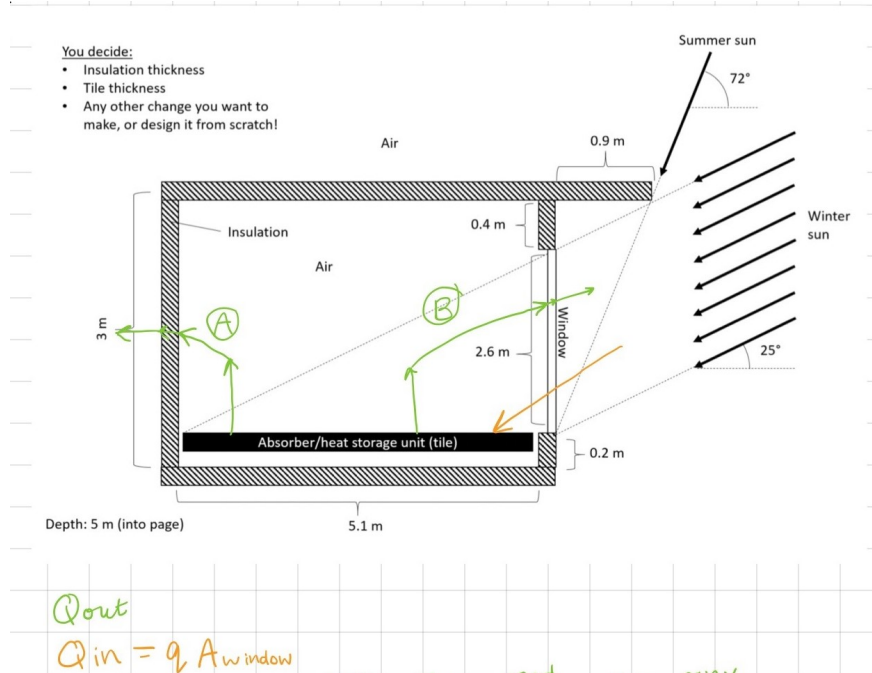 You decide:
• Insulation thickness
• Tile thickness
• Any other change you want to
make, or design it from scratch!
Summer sun
72°
Air
0.9 m
0.4 m
Insulation
Winter
sun
Air
A
B
3 m
Window
2.6 m
25°
Absorber/heat storage unit (tile)
0.2 m
Depth: 5 m (into page)
5.1 m
Qout
Qin = q Awindow